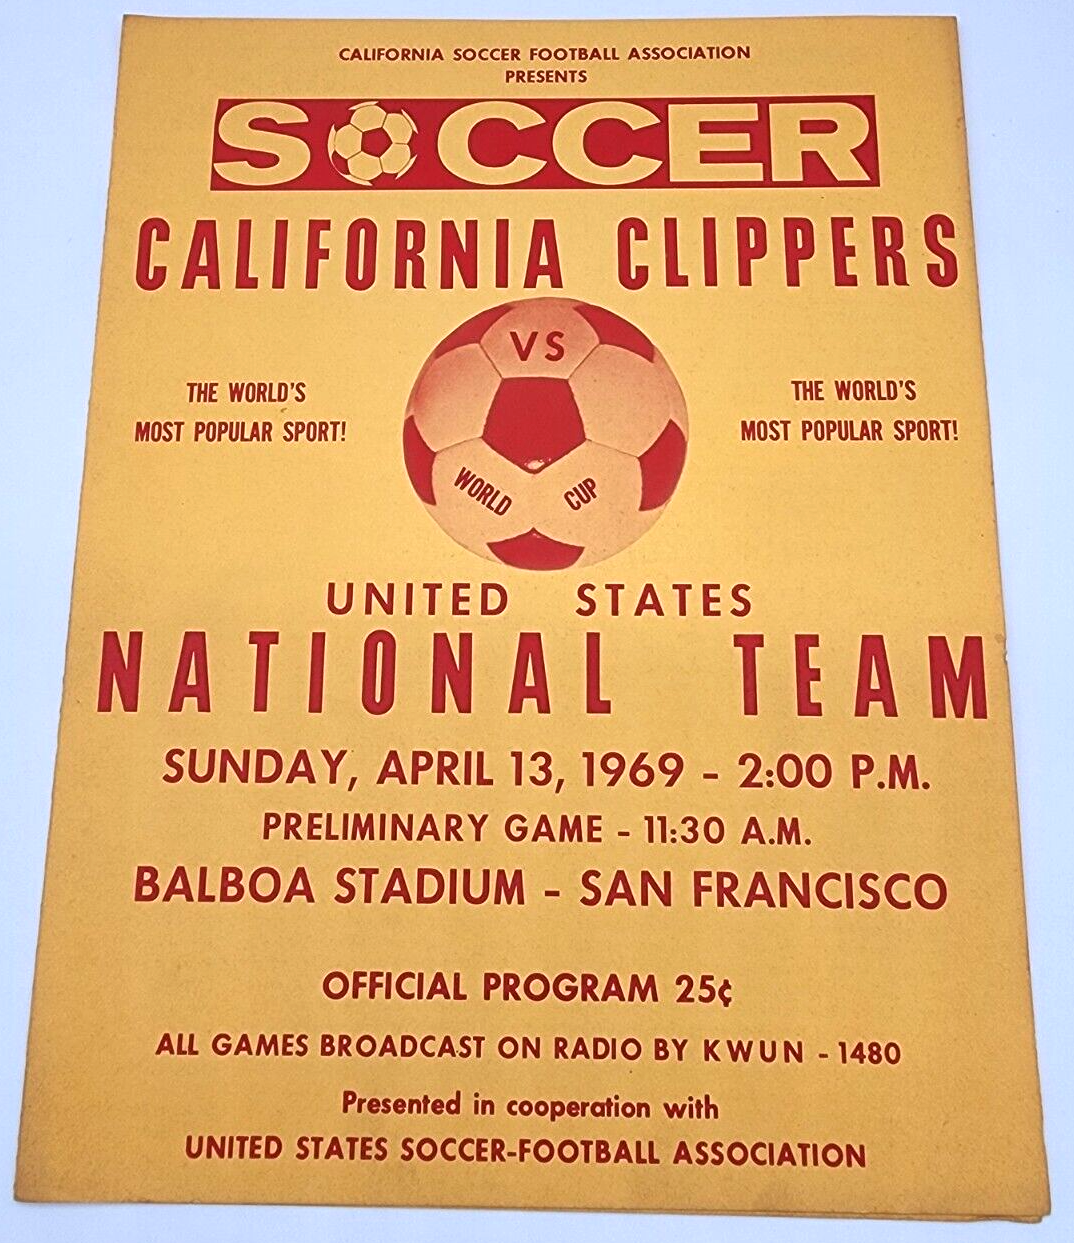 CALIFORNIA SOCCER FOOTBALL ASSOCIATION
PRESENTS
SOCCER
CALIFORNIA CLIPPERS
VS
THE WORLD'S
MOST POPULAR SPORT!
THE WORLD'S
MOST POPULAR SPORT!
WORLD CUP
UNITED STATES
NATIONAL TEAM
SUNDAY, APRIL 13, 1969 - 2:00 P.M.
PRELIMINARY GAME - 11:30 A.M.
BALBOA STADIUM - SAN FRANCISCO
OFFICIAL PROGRAM 25¢
ALL GAMES BROADCAST ON RADIO BY KWUN - 1480
Presented in cooperation with
UNITED STATES SOCCER-FOOTBALL ASSOCIATION